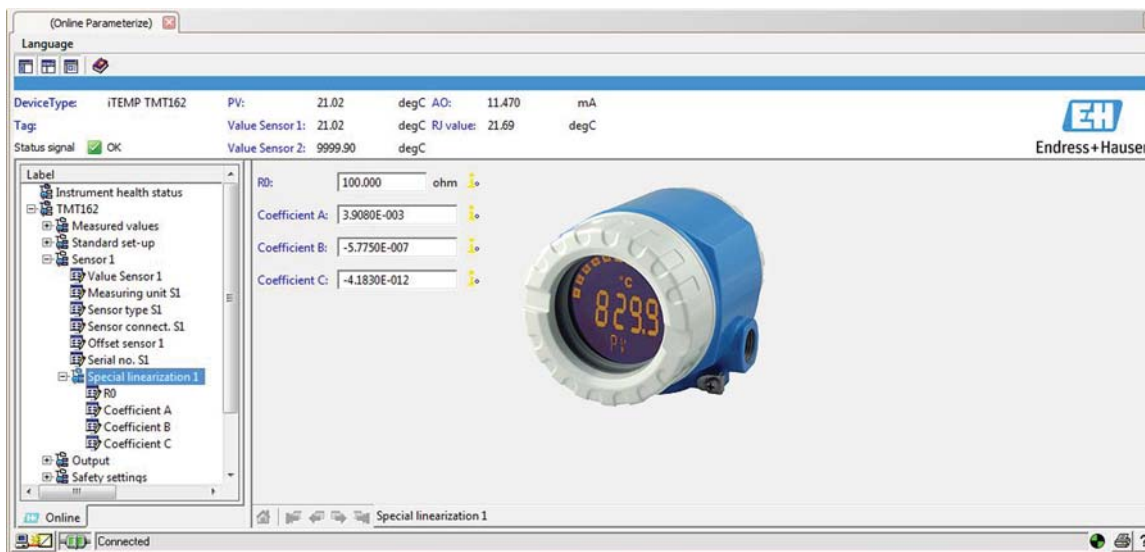 (Online Parameterize)
Language
DeviceType: iTEMP TMT162 PV: 21.02 degC AO: 11.470 mA
Tag: Value Sensor 1: 21.02 degC RJ value: 21.69 degC
Status signal OK Value Sensor 2: 9999.90 degC
EH
Endress+Hauser
Label
Instrument health status
TMT162
Measured values
Standard set-up
Sensor 1
Value Sensor 1
Measuring unit S1
Sensor type S1
Sensor connect. S1
Offset sensor 1
Serial no. S1
Special linearization 1
R0
Coefficient A
Coefficient B
Coefficient C
Output
Safety settings
Online
R0: 100.000 ohm
Coefficient A: 3.9080E-003
Coefficient B: -5.7750E-007
Coefficient C: -4.1830E-012
°C
829.9
PV
Special linearization 1
Connected